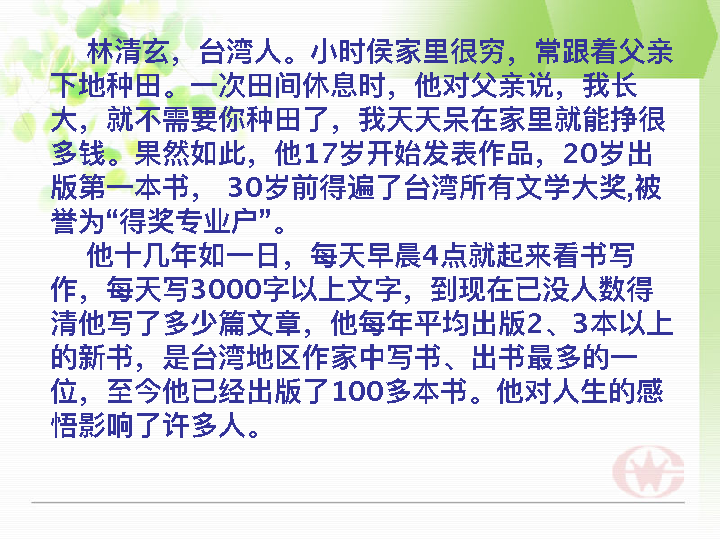 林清玄，台湾人。小时侯家里很穷，常跟着父亲
下地种田。一次田间休息时，他对父亲说，我长
大，就不需要你种田了，我天天呆在家里就能挣很
多钱。果然如此，他17岁开始发表作品，20岁出
版第一本书， 30岁前得遍了台湾所有文学大奖,被
誉为“得奖专业户”。
他十几年如一日，每天早晨4点就起来看书写
作，每天写3000字以上文字，到现在已没人数得
清他写了多少篇文章，他每年平均出版2、3本以上
的新书，是台湾地区作家中写书、出书最多的一
位，至今他已经出版了100多本书。他对人生的感
悟影响了许多人。